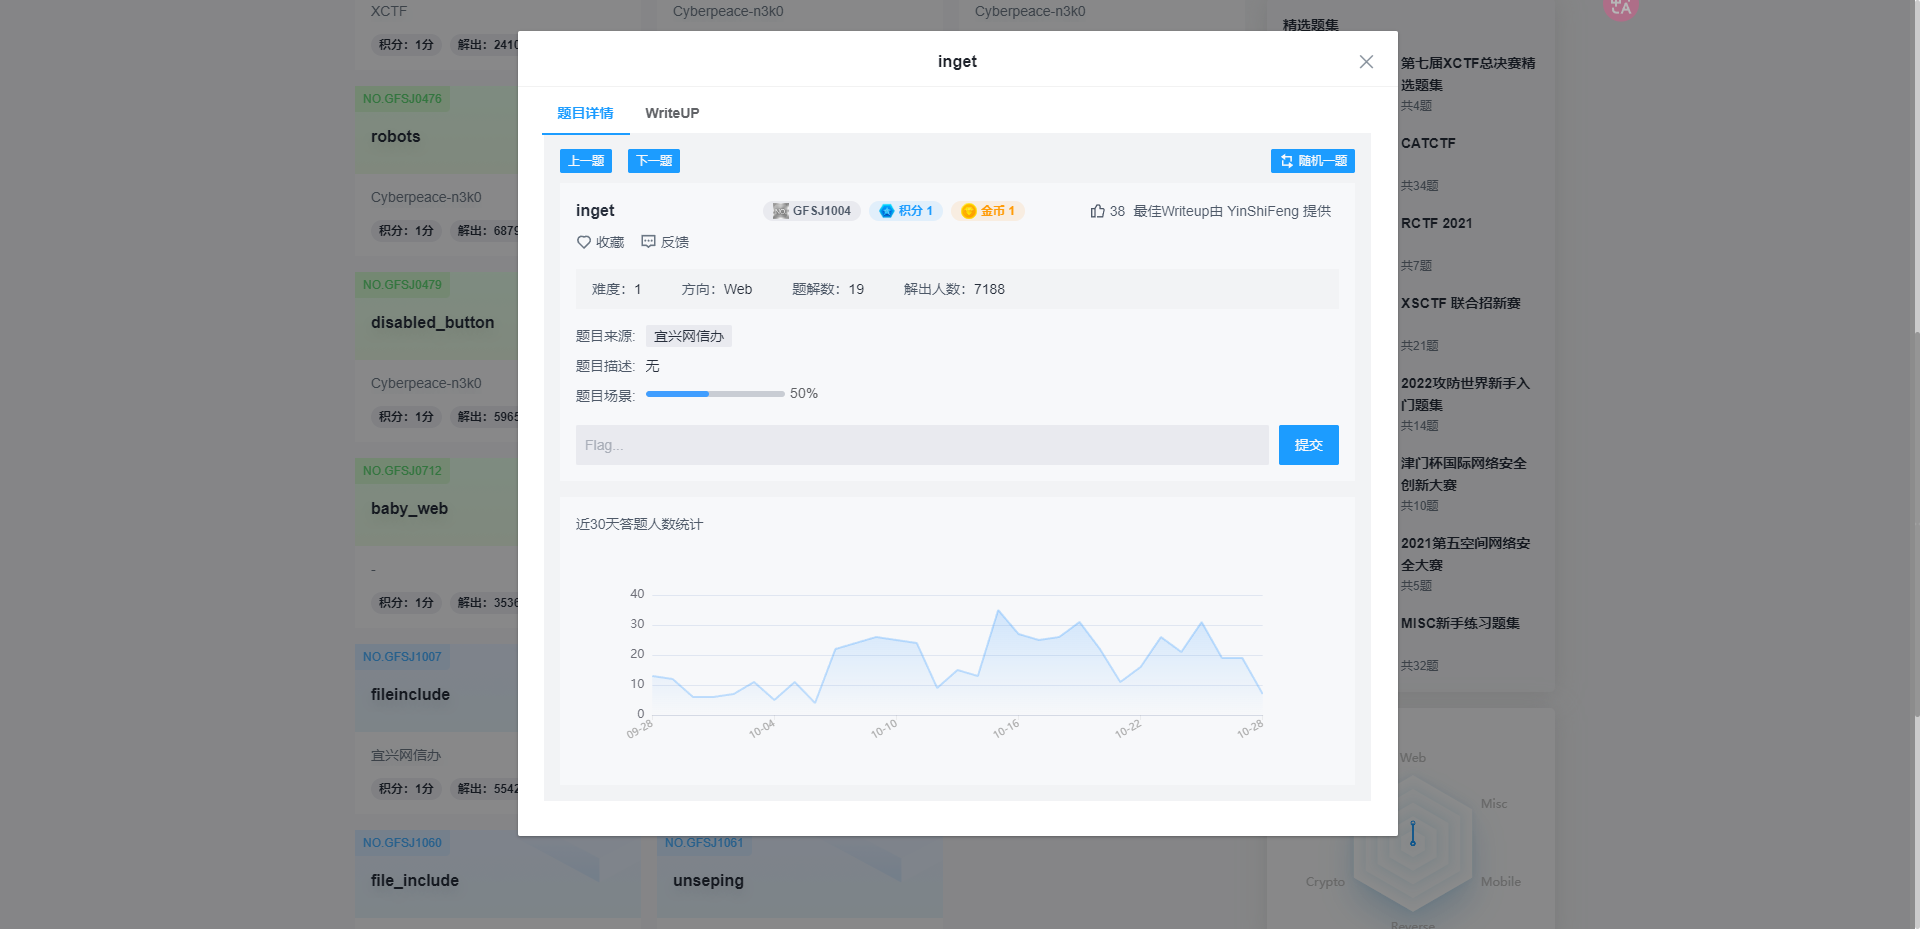 XCTF
Cyberpeace-n3k0
Cyberpeace-n3k0
精选题集
积分：1分
解出：2410
inget
第七届XCTF总决赛精
选题集
共4题
NO.GFSJ0476
题目详情
WriteUP
robots
CATCTF
上一题
下一题
随机一题
共34题
Cyberpeace-n3k0
inget
GFSJ1004
积分 1
金币 1
38
最佳Writeup由 YinShiFeng 提供
RCTF 2021
积分：1分
解出：6879
收藏
反馈
共7题
NO.GFSJ0479
难度：1
方向：Web
题解数：19
解出人数：7188
XSCTF 联合招新赛
disabled_button
题目来源:
宜兴网信办
共21题
题目描述:
无
Cyberpeace-n3k0
题目场景:
50%
2022攻防世界新手入
门题集
共14题
积分：1分
解出：5965
Flag...
提交
NO.GFSJ0712
津门杯国际网络安全
创新大赛
共10题
baby_web
近30天答题人数统计
2021第五空间网络安
全大赛
共5题
-
积分：1分
解出：3536
40
30
20
10
0
09-28
10-04
10-10
10-16
10-22
10-28
MISC新手练习题集
共32题
NO.GFSJ1007
fileinclude
宜兴网信办
积分：1分
解出：5542
Web
Misc
Crypto
Mobile
Reverse
NO.GFSJ1060
NO.GFSJ1061
file_include
unseping